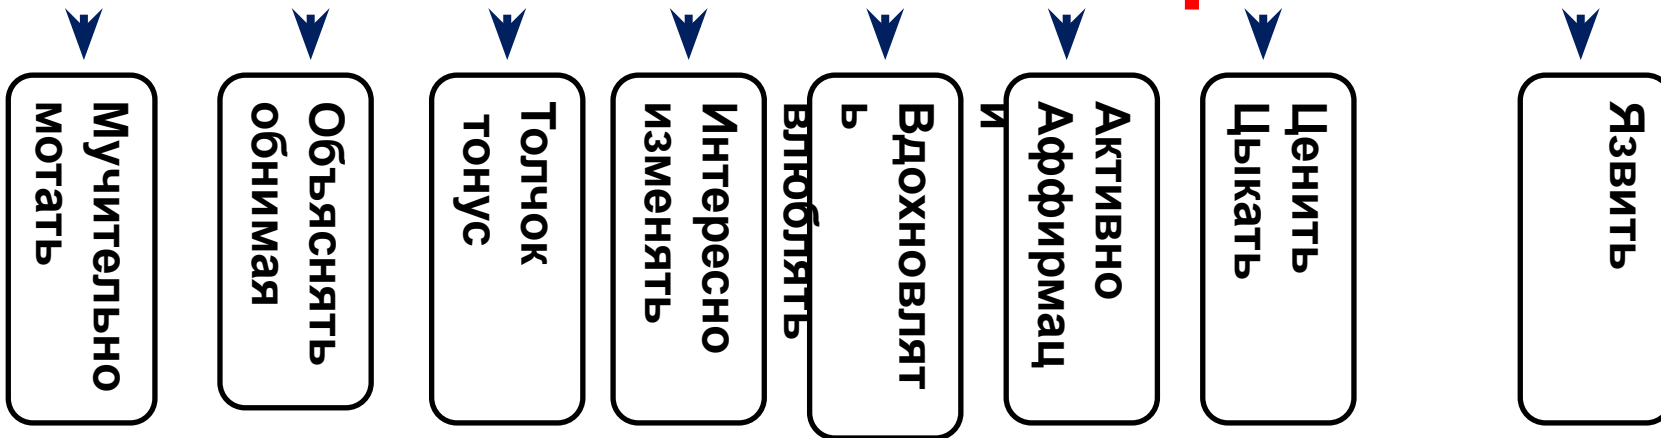 Мучительно
мотать
Объяснять
обнимая
Толчок
тонус
Интересно
изменять
Вдохновлят
ь
влюблять
Активно
Аффирмац
и
Ценить
Цыкать
Язвить